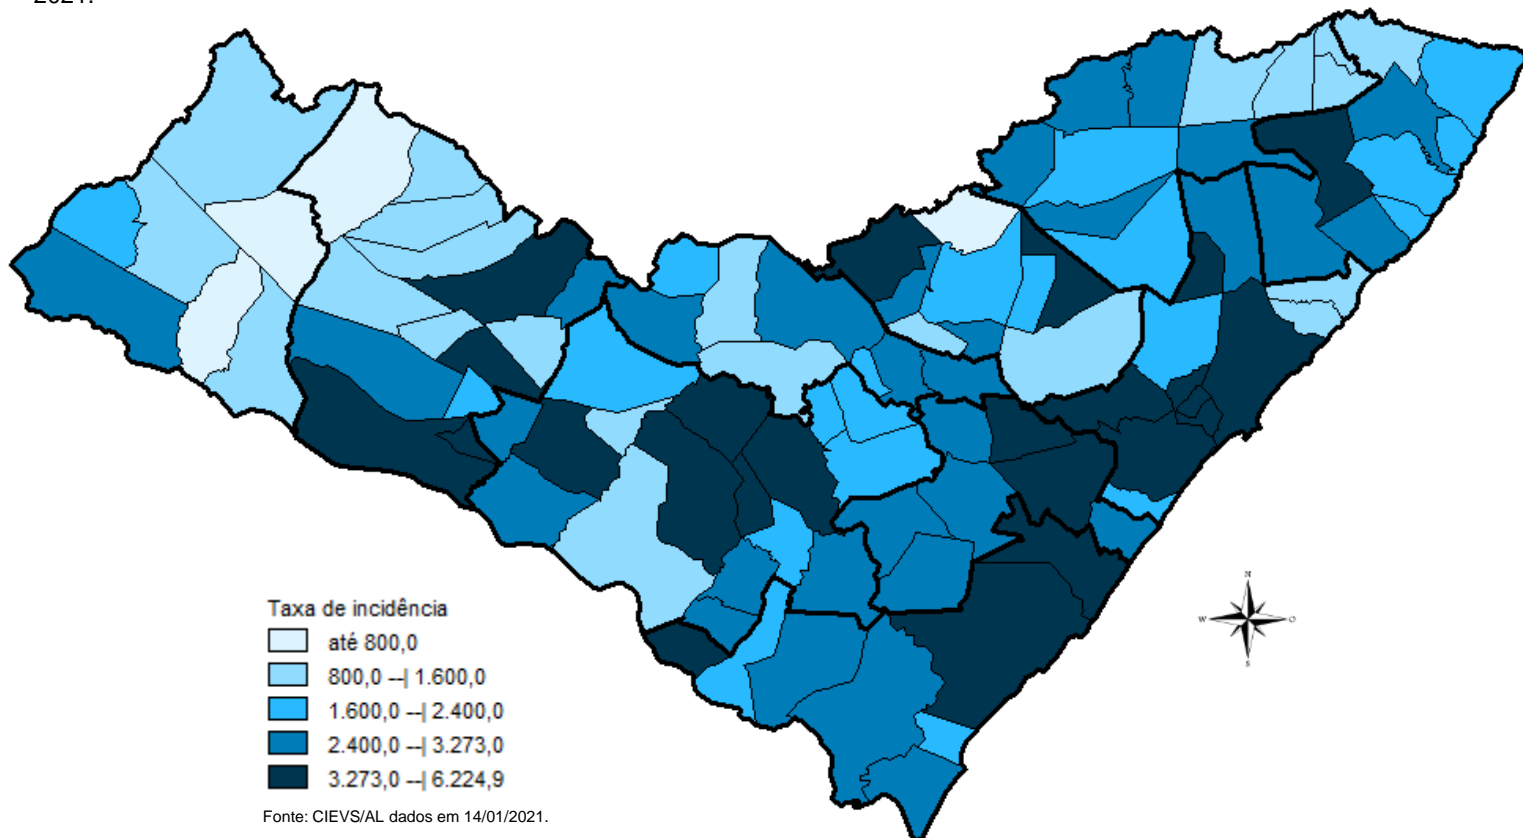 2021.
Taxa de incidência
até 800,0
800,0 --| 1.600,0
1.600,0 --| 2.400,0
2.400,0 --| 3.273,0
3.273,0 --| 6.224,9
Fonte: CIEVS/AL dados em 14/01/2021.
N
W
O
S